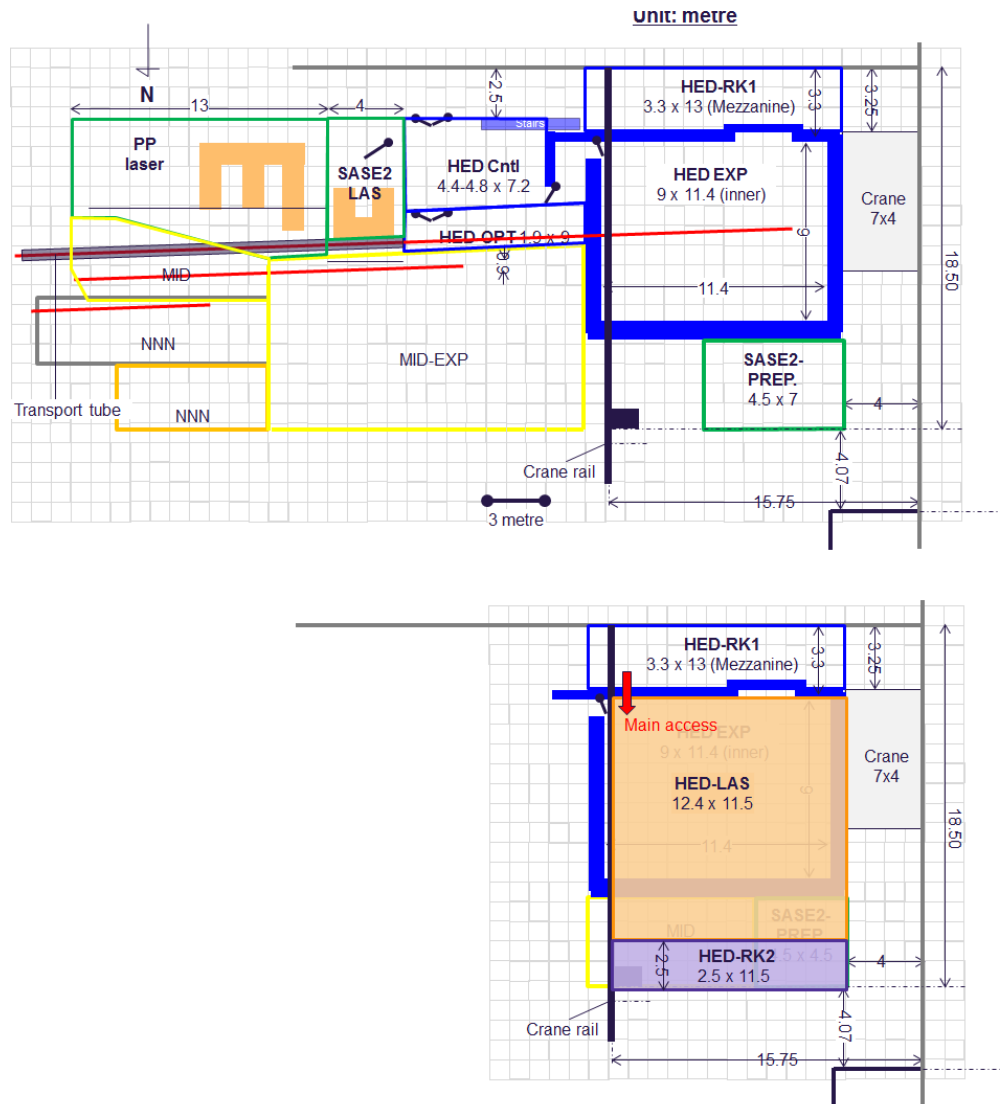 Unit: metre
N
13
4
2.5
HED-RK1
3.3 x 13 (Mezzanine)
3.3
3.25
PP
laser
SASE2
LAS
Stairs
HED Cntl
4.4-4.8 x 7.2
HED EXP
9 x 11.4 (inner)
Crane
7x4
HED OPT 1.9 x 9
0.9
9
11.4
18.50
MID
NNN
MID-EXP
NNN
Transport tube
SASE2-
PREP.
4.5 x 7
4
Crane rail
4.07
15.75
3 metre
HED-RK1
3.3 x 13 (Mezzanine)
3.3
3.25
Main access
HED EXP
9 x 11.4 (inner)
Crane
7x4
HED-LAS
12.4 x 11.5
9
11.4
18.50
MID
SASE2-
PREP
4.5
HED-RK2
2.5 x 11.5
2.5
4
Crane rail
4.07
15.75